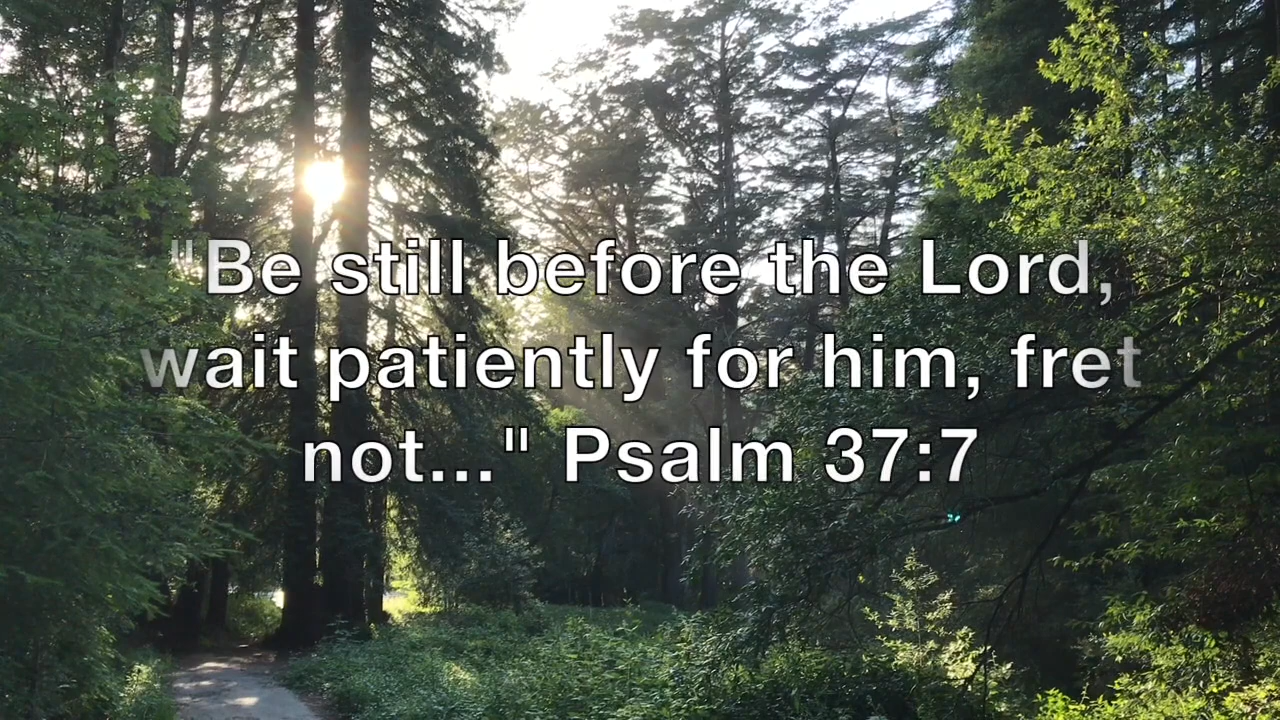 "Be still before the Lord,
wait patiently for him, fret
not..." Psalm 37:7